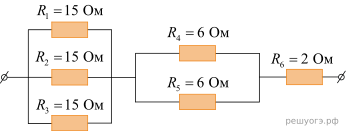 R₁ = 15 Ом
R₂ = 15 Ом
R₃ = 15 Ом
R₄ = 6 Ом
R₅ = 6 Ом
R₆ = 2 Ом
решуогэ.рф